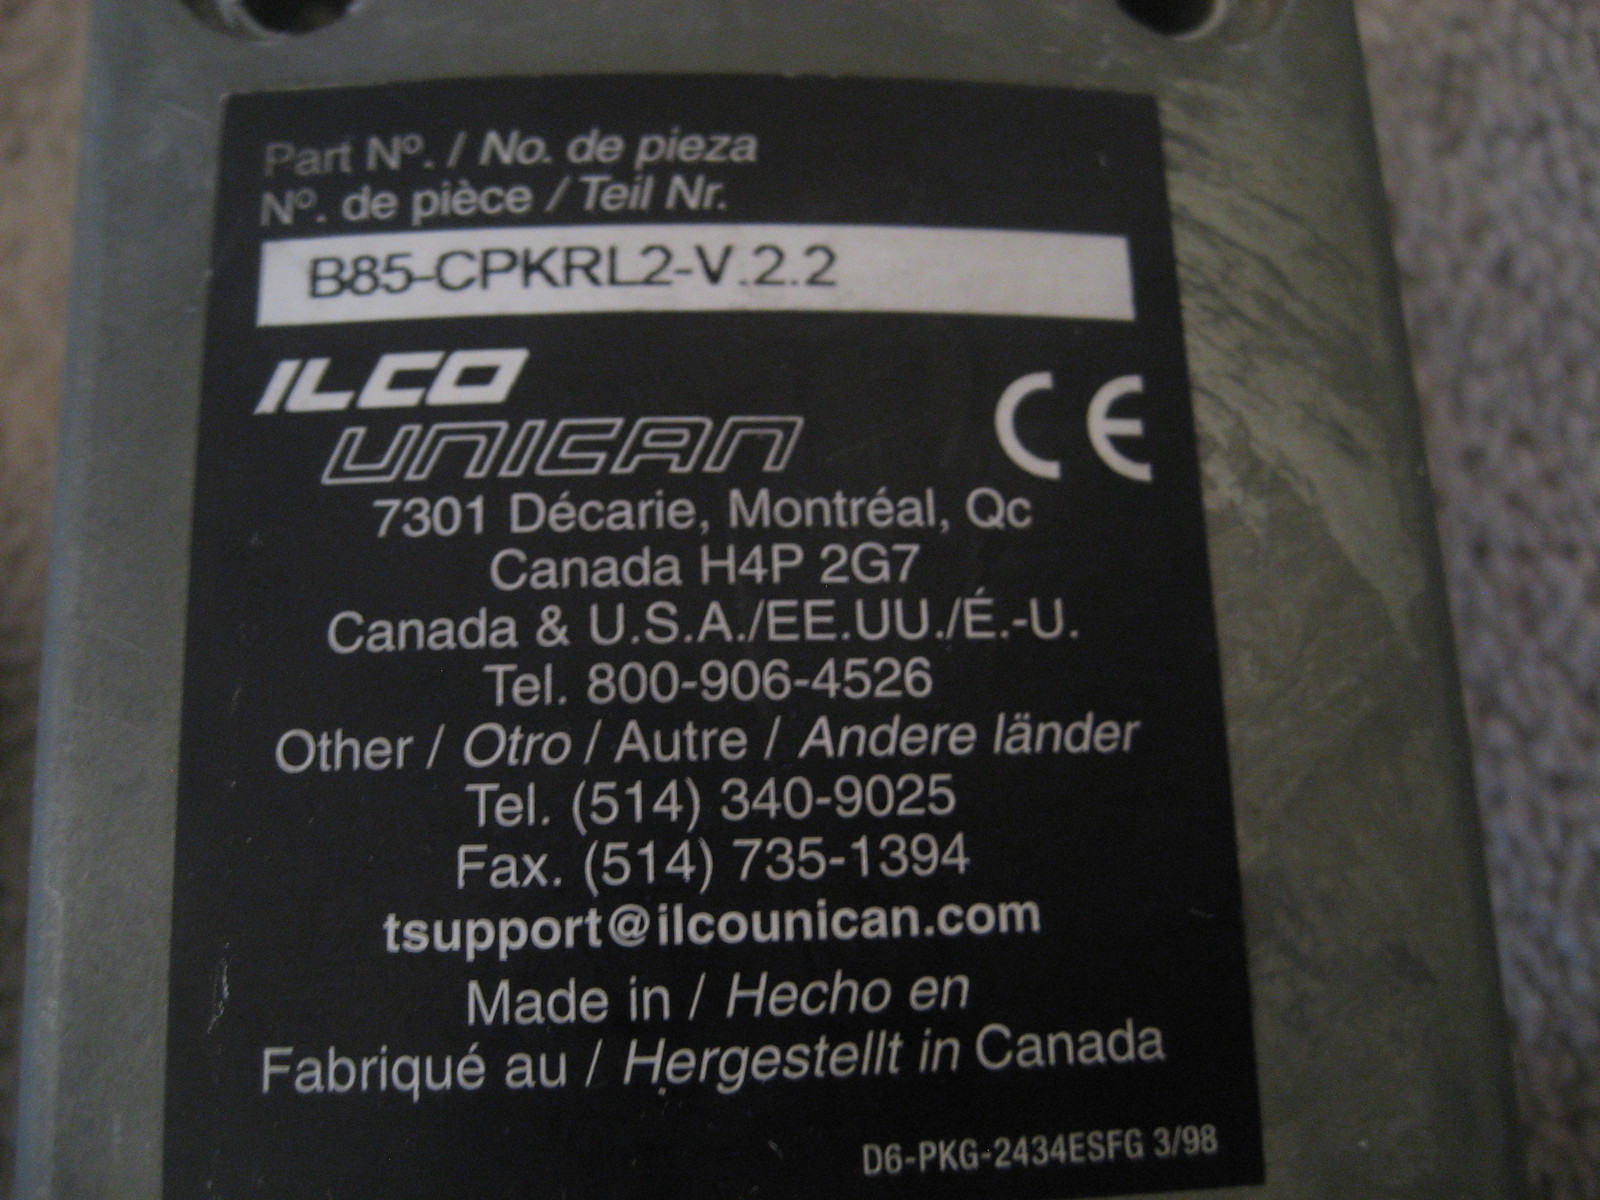 Part Nº. / No. de pieza
Nº. de pièce / Teil Nr.
B85-CPKRL2-V.2.2
ILCO
UNICAN
CE
7301 Décarie, Montréal, Qc
Canada H4P 2G7
Canada & U.S.A./EE.UU./É.-U.
Tel. 800-906-4526
Other / Otro / Autre / Andere länder
Tel. (514) 340-9025
Fax. (514) 735-1394
tsupport@ilcounican.com
Made in / Hecho en
Fabriqué au / Hergestellt in Canada
D6-PKG-2434ESFG 3/98